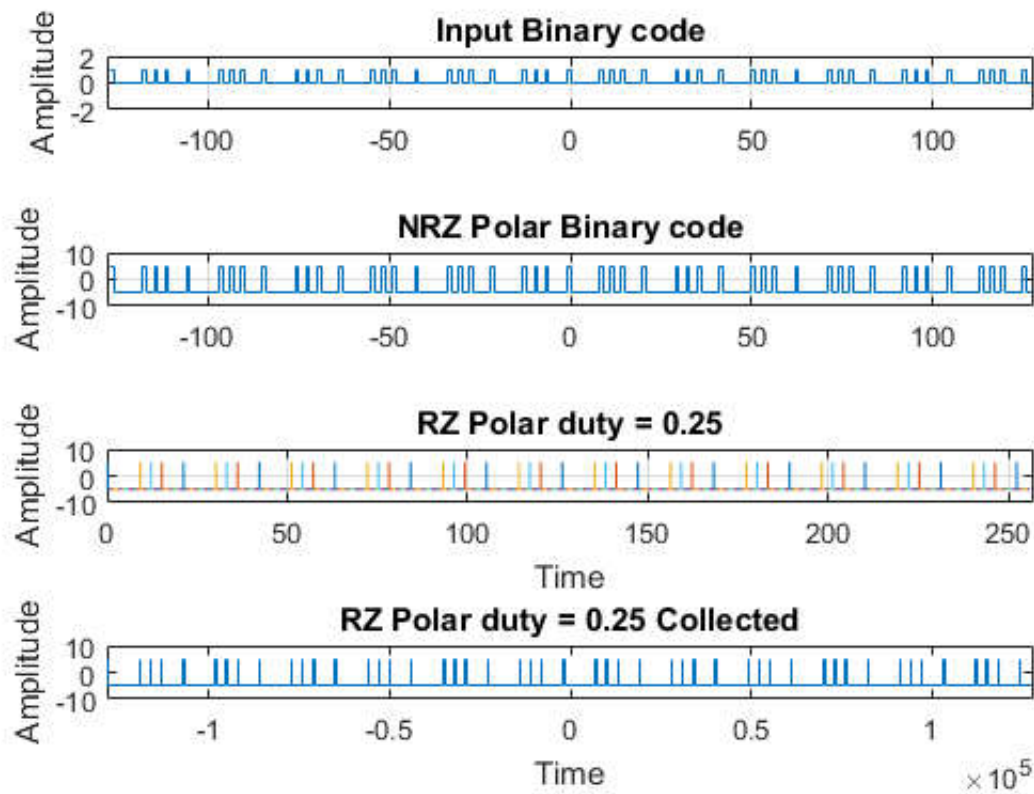 Input Binary code
Amplitude
2
0
-2
-100 -50 0 50 100
NRZ Polar Binary code
Amplitude
10
0
-10
-100 -50 0 50 100
RZ Polar duty = 0.25
Amplitude
10
0
-10
0 50 100 150 200 250
Time
RZ Polar duty = 0.25 Collected
Amplitude
10
0
-10
-1 -0.5 0 0.5 1
Time
× 10^5